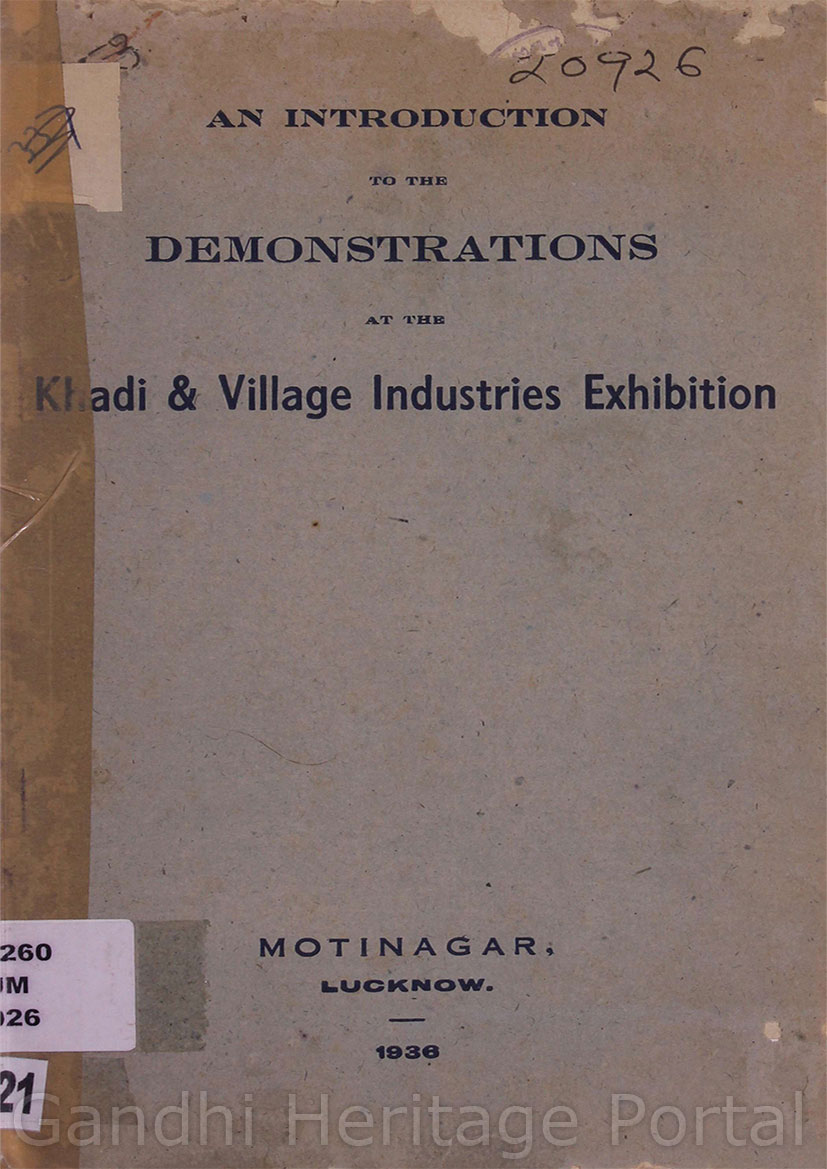 20926
AN INTRODUCTION
TO THE
DEMONSTRATIONS
AT THE
Khadi & Village Industries Exhibition
MOTINAGAR,
LUCKNOW.
1936
260
UM
026
21
Gandhi Heritage Portal